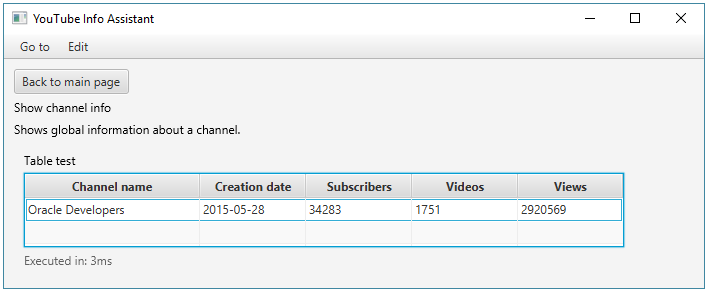 YouTube Info Assistant
Go to Edit
Back to main page
Show channel info
Shows global information about a channel.
Table test
Channel name Creation date Subscribers Videos Views
Oracle Developers 2015-05-28 34283 1751 2920569
Executed in: 3ms